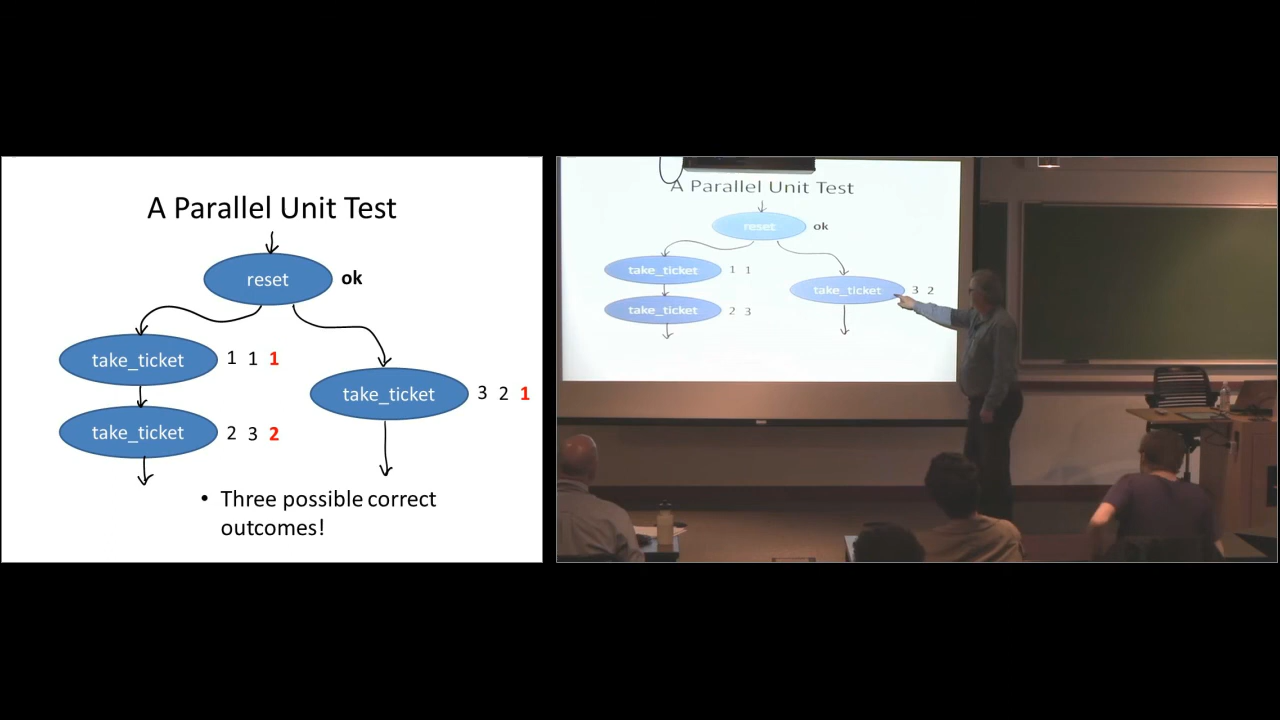 A Parallel Unit Test
reset ok
take_ticket 1 1 1
take_ticket 3 2 1
take_ticket 2 3 2
• Three possible correct
outcomes!
A Parallel Unit Test
reset ok
take_ticket 1 1
take_ticket 3 2
take_ticket 2 3